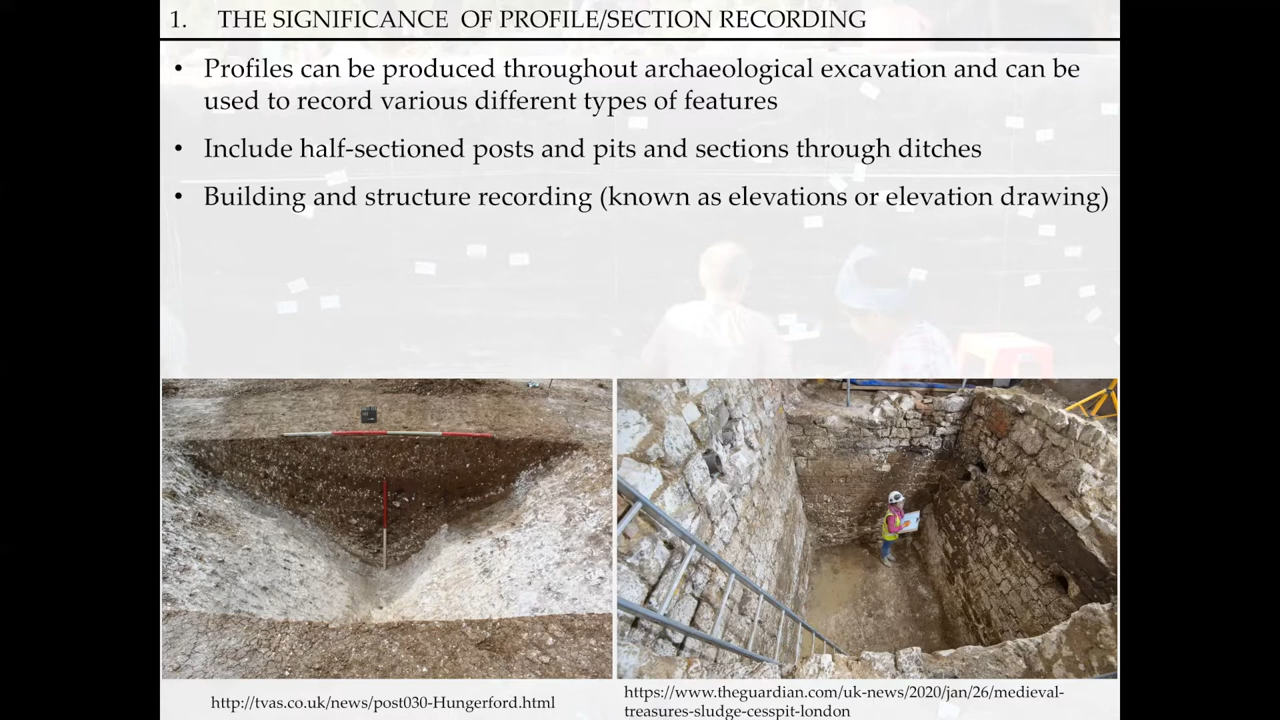 1. THE SIGNIFICANCE OF PROFILE/SECTION RECORDING
• Profiles can be produced throughout archaeological excavation and can be
used to record various different types of features
• Include half-sectioned posts and pits and sections through ditches
• Building and structure recording (known as elevations or elevation drawing)
http://tvas.co.uk/news/post030-Hungerford.html
https://www.theguardian.com/uk-news/2020/jan/26/medieval-
treasures-sludge-cesspit-london